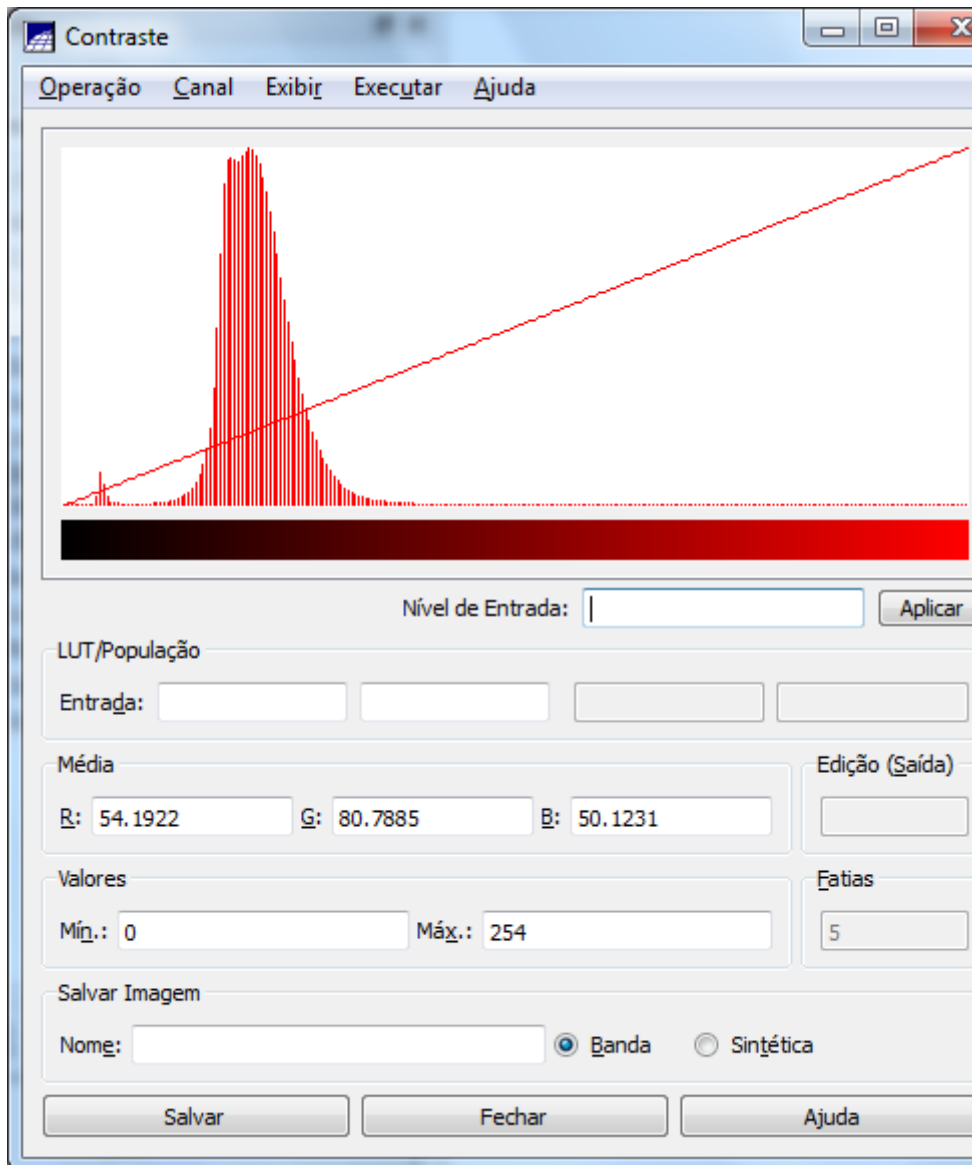 Contraste
Operação Canal Exibir Executar Ajuda
Nível de Entrada: Aplicar
LUT/População
Entrada:
Média Edição (Saída)
R: 54.1922 G: 80.7885 B: 50.1231
Valores Fatias
Mín.: 0 Máx.: 254 5
Salvar Imagem
Nome: Banda Sintética
Salvar Fechar Ajuda